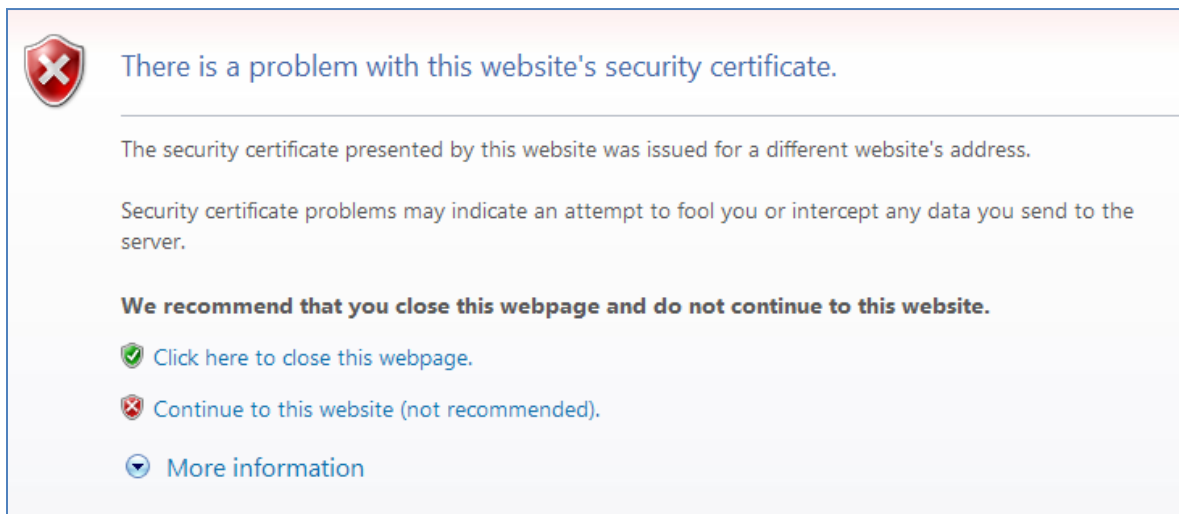 There is a problem with this website's security certificate.
The security certificate presented by this website was issued for a different website's address.
Security certificate problems may indicate an attempt to fool you or intercept any data you send to the
server.
We recommend that you close this webpage and do not continue to this website.
Click here to close this webpage.
Continue to this website (not recommended).
More information